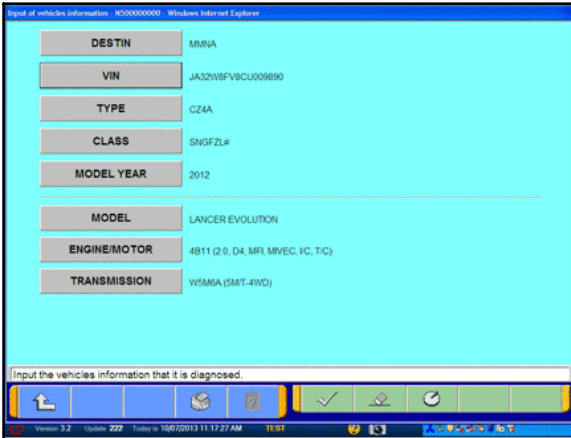 Input of vehicles information - N500000000 - Windows Internet Explorer
DESTIN MMNA
VIN JA32W8FV8CU009890
TYPE CZ4A
CLASS SNGFZL#
MODEL YEAR 2012
MODEL LANCER EVOLUTION
ENGINE/MOTOR 4B11 (2.0, D4, MFI, MIVEC, I/C, T/C)
TRANSMISSION W5M6A (5M/T-4WD)
Input the vehicles information that it is diagnosed.
Version 3.2 Update 222 Today is 10/07/2013 11:17:27 AM TEST